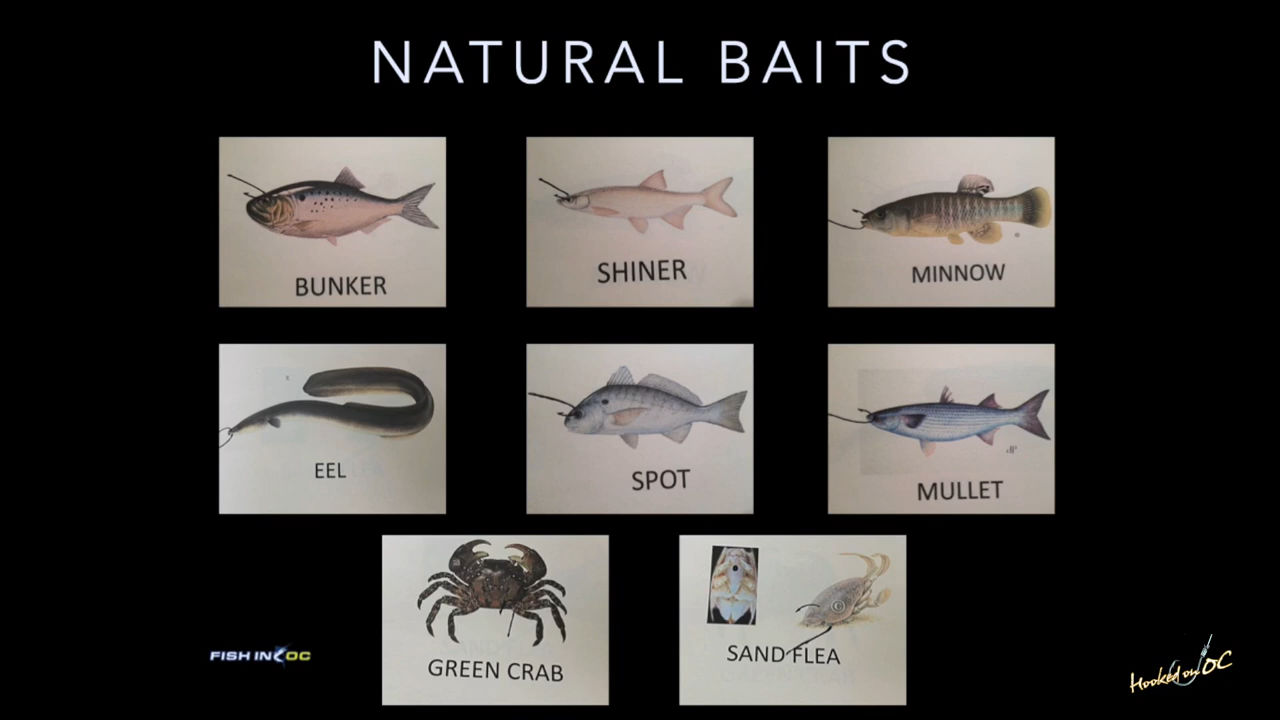 NATURAL BAITS
BUNKER
SHINER
MINNOW
EEL
SPOT
MULLET
GREEN CRAB
SAND FLEA
FISH IN OC
Hooked on OC